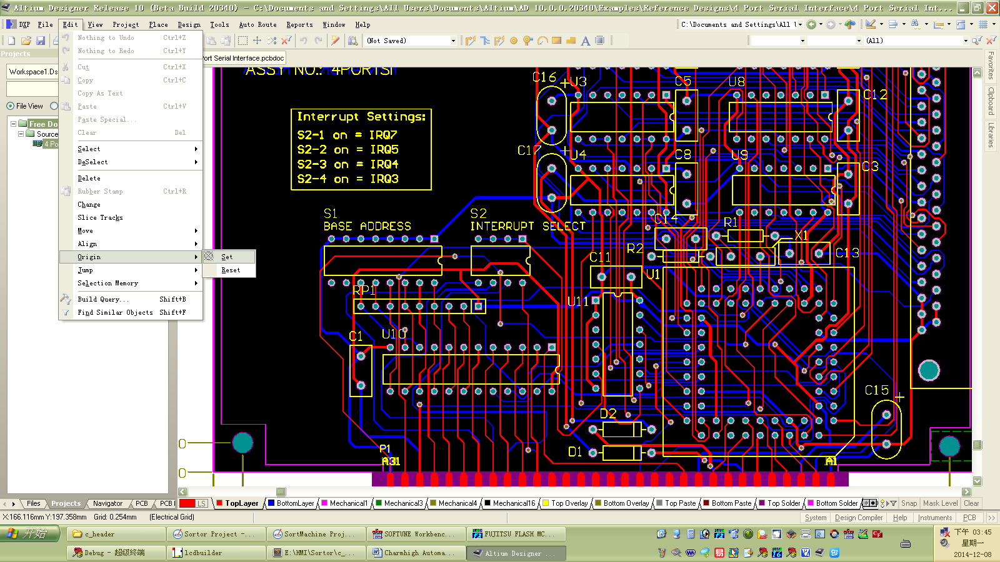 Altium Designer Release 10 (Beta Build 20340) - C:\Documents and Settings\All Users\Documents\Altium\AD 10.0.0.20340\Examples\Reference Designs\4 Port Serial Interface\4 Port Serial Int...
DXP File Edit View Project Place Design Tools Auto Route Reports Window Help
C:\Documents and Settings\All
(Not Saved)
(All)
Projects
Port Serial Interface.pcbdoc
Workspace1.Ds
File View
Free Do
Source
4 Po
Nothing to Undo Ctrl+Z
Nothing to Redo Ctrl+Y
Cut Ctrl+X
Copy Ctrl+C
Copy As Text
Paste Ctrl+V
Paste Special...
Clear Del
Select
DeSelect
Delete
Rubber Stamp Ctrl+R
Change
Slice Tracks
Move
Align
Origin
Set
Reset
Jump
Selection Memory
Build Query... Shift+B
Find Similar Objects Shift+F
ASSY NO.: 4PORTSI
Interrupt Settings:
S2-1 on = IRQ7
S2-2 on = IRQ5
S2-3 on = IRQ4
S2-4 on = IRQ3
S1
BASE ADDRESS
S2
INTERRUPT SELECT
C16
U3
C5
U8
C12
C17
U4
C8
U9
C3
C14
R1
X1
R2
C13
C11
U1
U11
RP1
C1
U10
C15
D2
D1
P1
A31
A1
0
0
Favorites
Clipboard
Libraries
Files Projects Navigator PCB PCB
LS TopLayer BottomLayer Mechanical1 Mechanical3 Mechanical4 Mechanical16 Top Overlay Bottom Overlay Top Paste Bottom Paste Top Solder Bottom Solder Snap Mask Level Clear
X:166.116mm Y:197.358mm Grid: 0.254mm (Electrical Grid)
System Design Compiler Help Instruments PCB >>
开始
c_header
Sortor Project -...
SortMachine Proj...
SOFTUNE Workbenc...
FUJITSU FLASH MC...
Debug - 超级终端
lcdbuilder
E:\HMI\Sortor\c_...
Charmhigh Automa...
Altium Designer ...
下午 03:45
星期一
2014-12-08